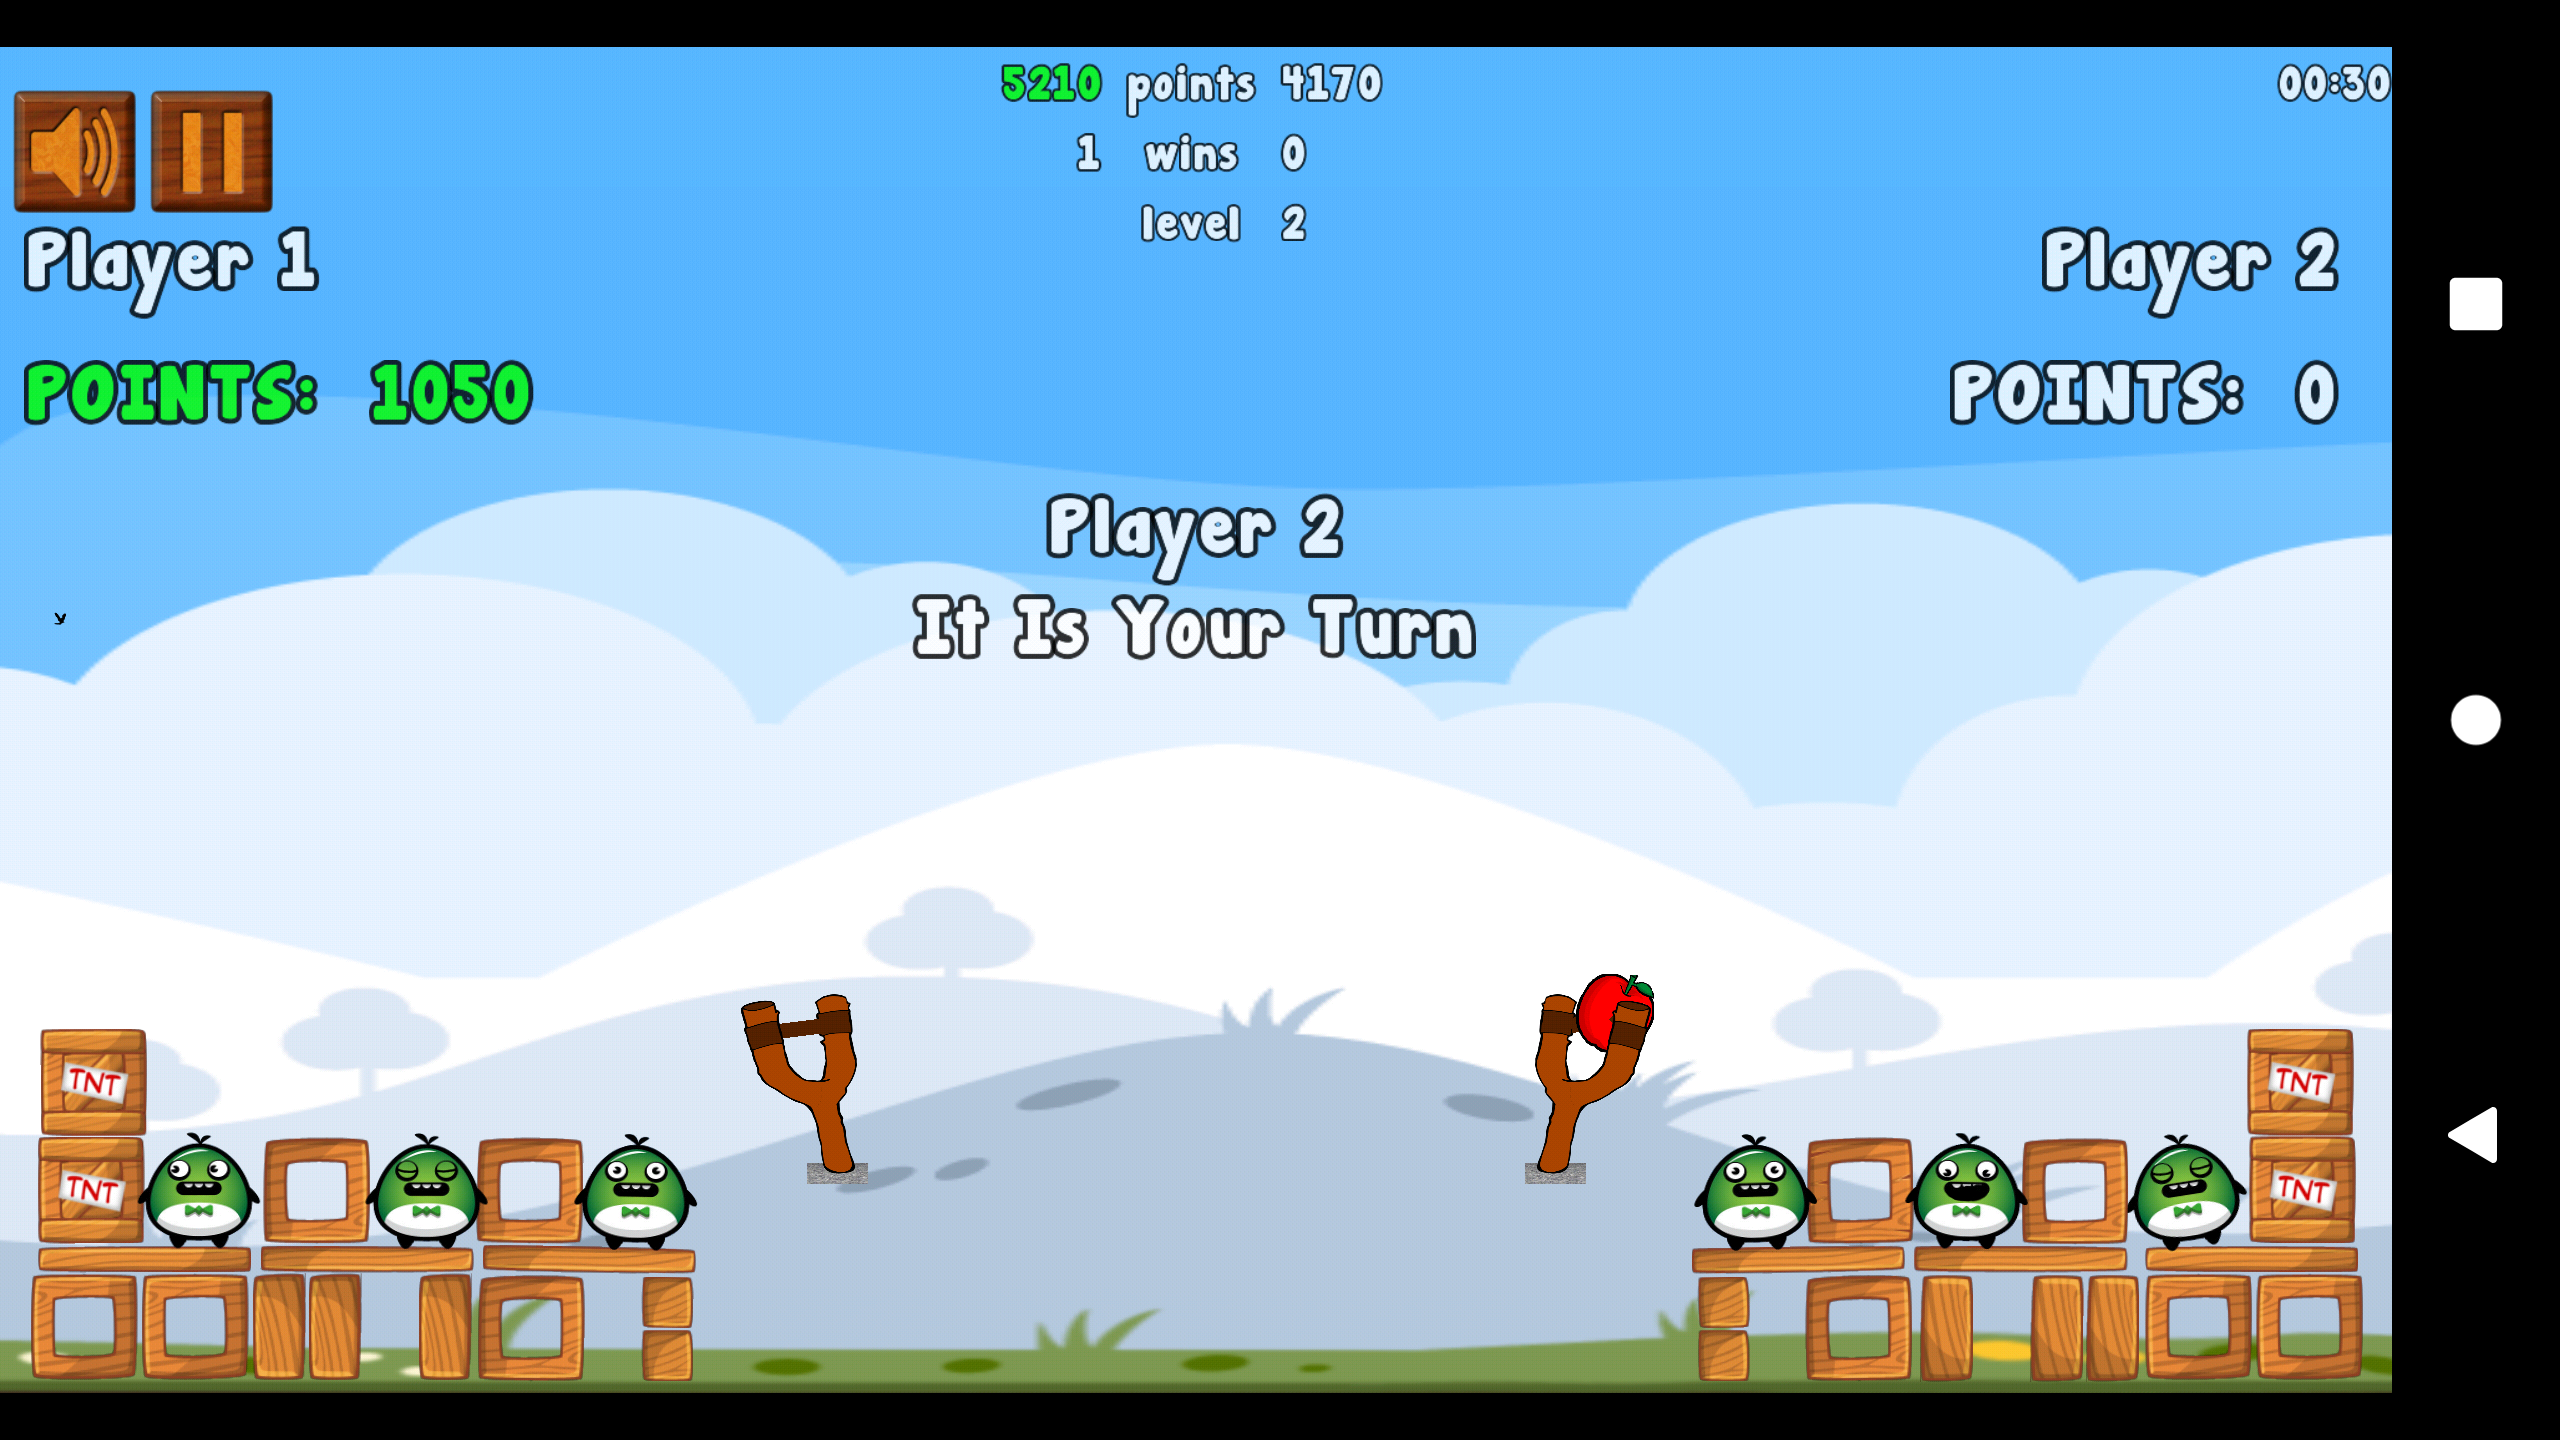 5210 points 4170
00:30
1 wins 0
level 2
Player 1
Player 2
POINTS: 1050
POINTS: 0
Player 2
It Is Your Turn
TNT
TNT
TNT
TNT